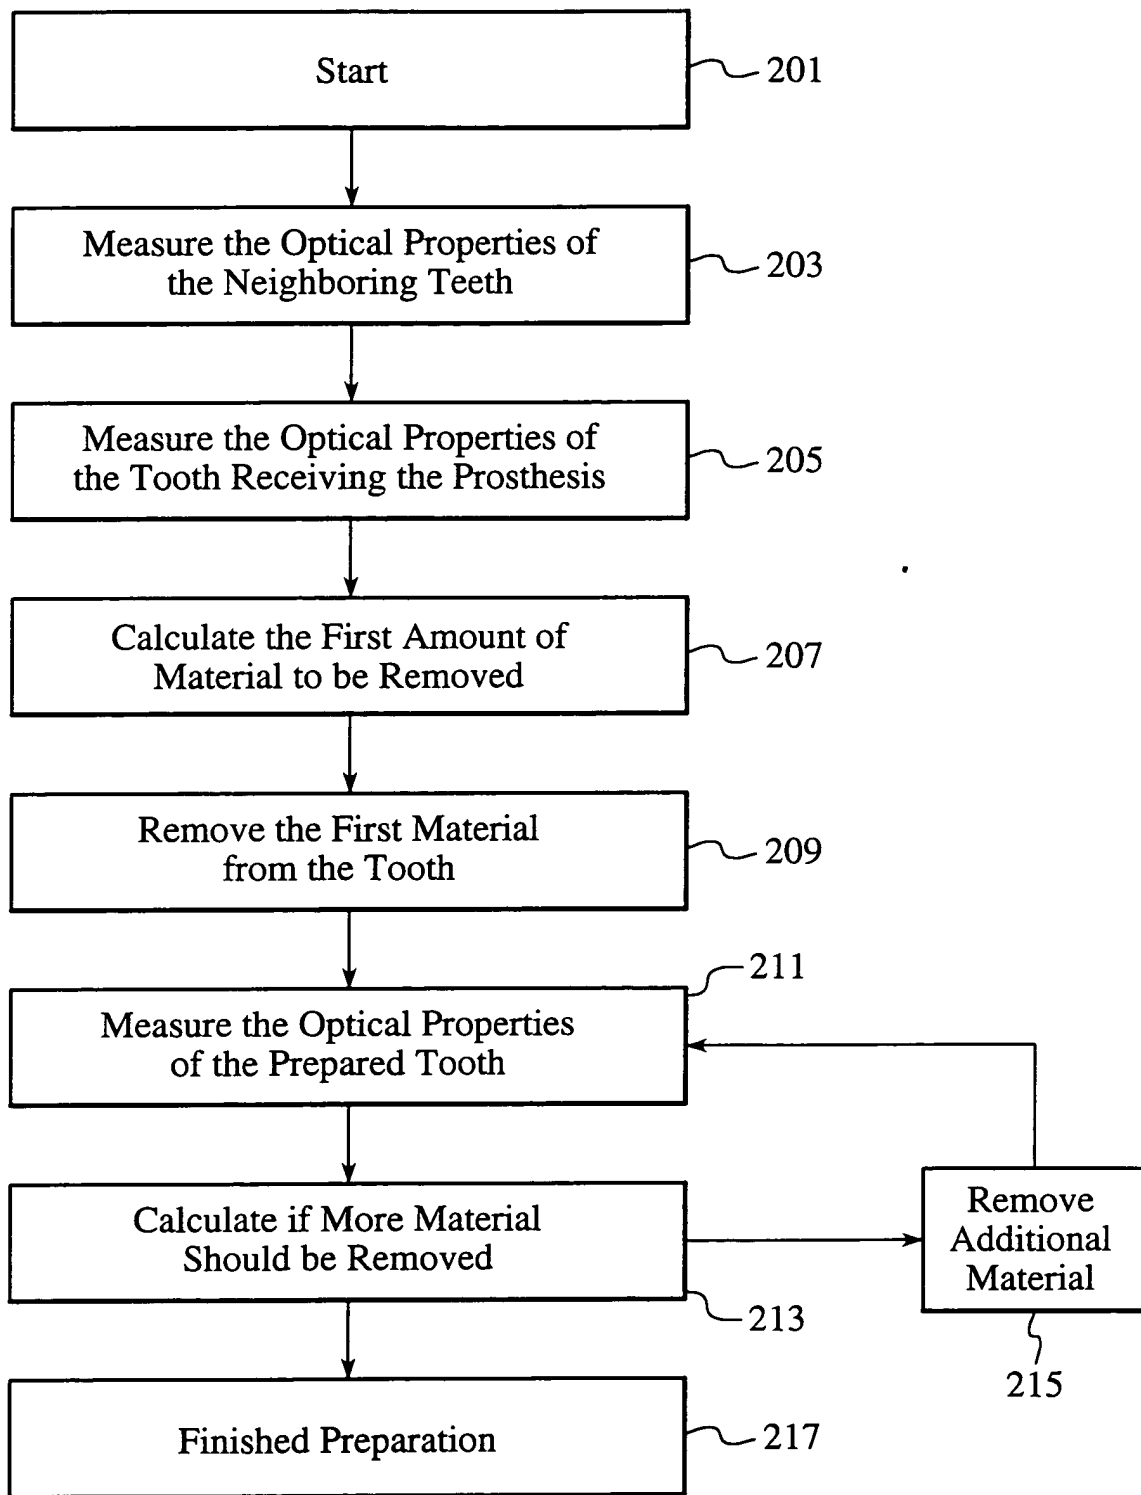 Start
201
Measure the Optical Properties of
the Neighboring Teeth
203
Measure the Optical Properties of
the Tooth Receiving the Prosthesis
205
Calculate the First Amount of
Material to be Removed
207
Remove the First Material
from the Tooth
209
211
Measure the Optical Properties
of the Prepared Tooth
Calculate if More Material
Should be Removed
213
Remove
Additional
Material
215
Finished Preparation
217